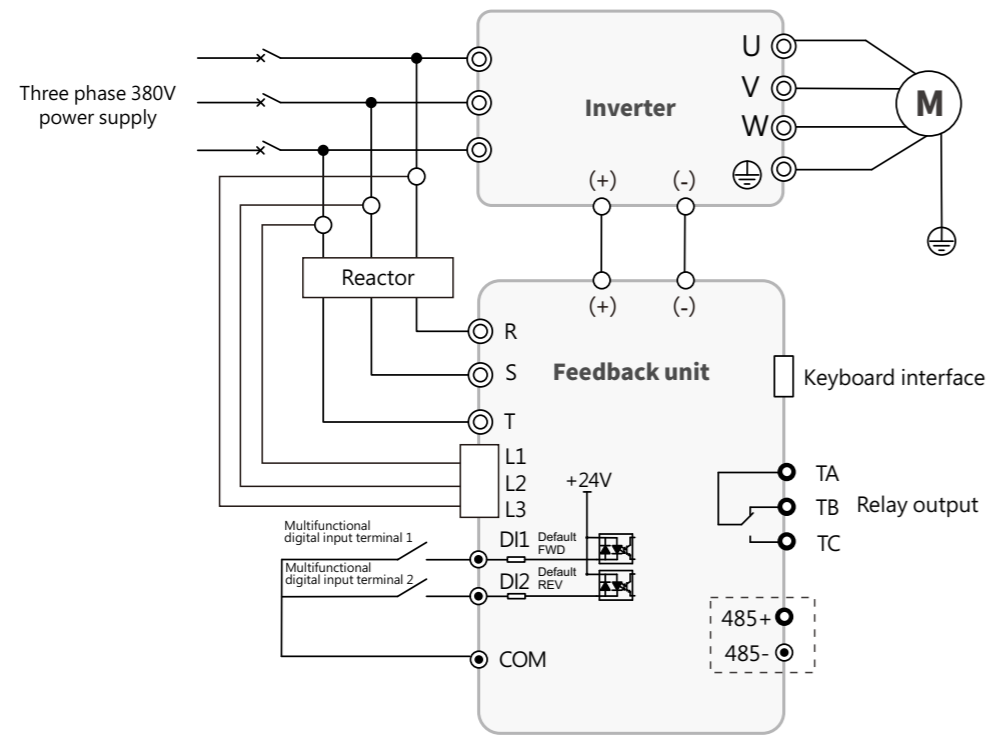 Three phase 380V
power supply
Inverter
U
V
W
M
(+)
(-)
Reactor
(+)
(-)
R
S
T
Feedback unit
Keyboard interface
L1
L2
L3
+24V
TA
TB
TC
Relay output
Multifunctional
digital input terminal 1
DI1
Default
FWD
Multifunctional
digital input terminal 2
DI2
Default
REV
485+
485-
COM